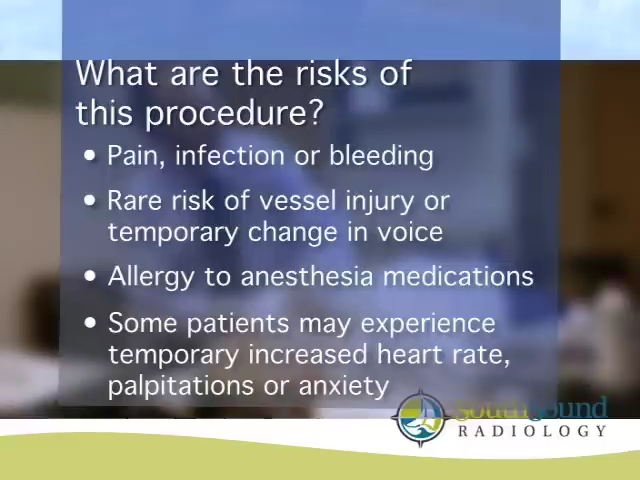 What are the risks of
this procedure?
• Pain, infection or bleeding
• Rare risk of vessel injury or
temporary change in voice
• Allergy to anesthesia medications
• Some patients may experience
temporary increased heart rate,
palpitations or anxiety
southsound
RADIOLOGY